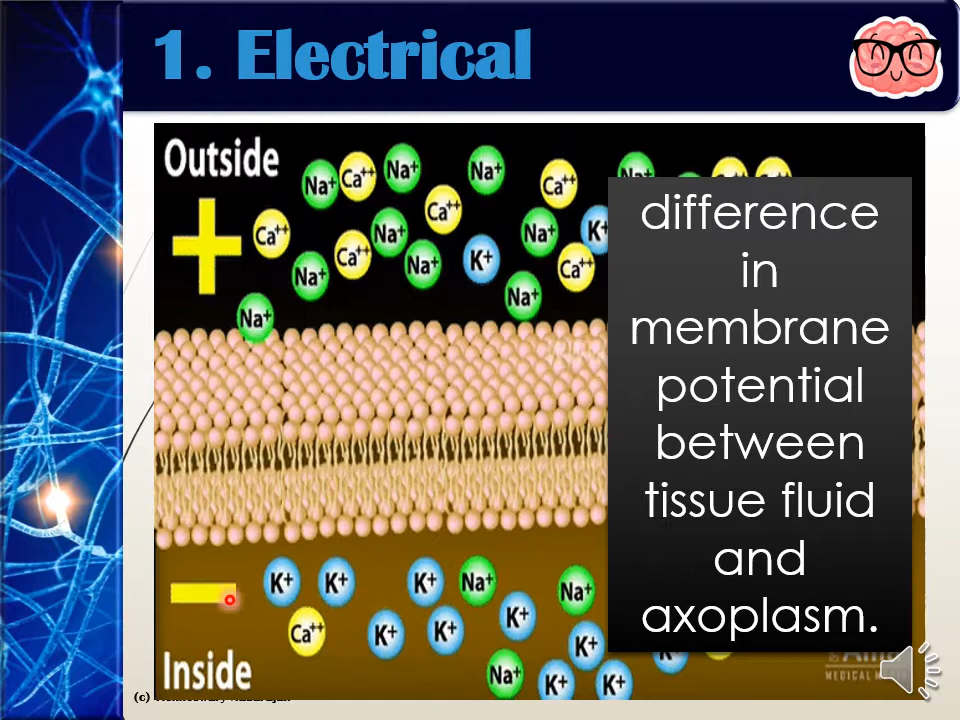 1. Electrical
Outside
Na⁺ Ca⁺⁺ Na⁺ Na⁺ Ca⁺⁺ Na⁺
Ca⁺⁺ Ca⁺⁺ Na⁺ Na⁺ K⁺
Na⁺ Ca⁺⁺ Na⁺ K⁺ Ca⁺⁺
Na⁺ Na⁺
difference
in
membrane
potential
between
tissue fluid
and
axoplasm.
K⁺ K⁺ K⁺ Na⁺ Na⁺
Ca⁺⁺ K⁺ K⁺ K⁺ K⁺
Inside
Na⁺ K⁺ K⁺
MEDICAL
(c)